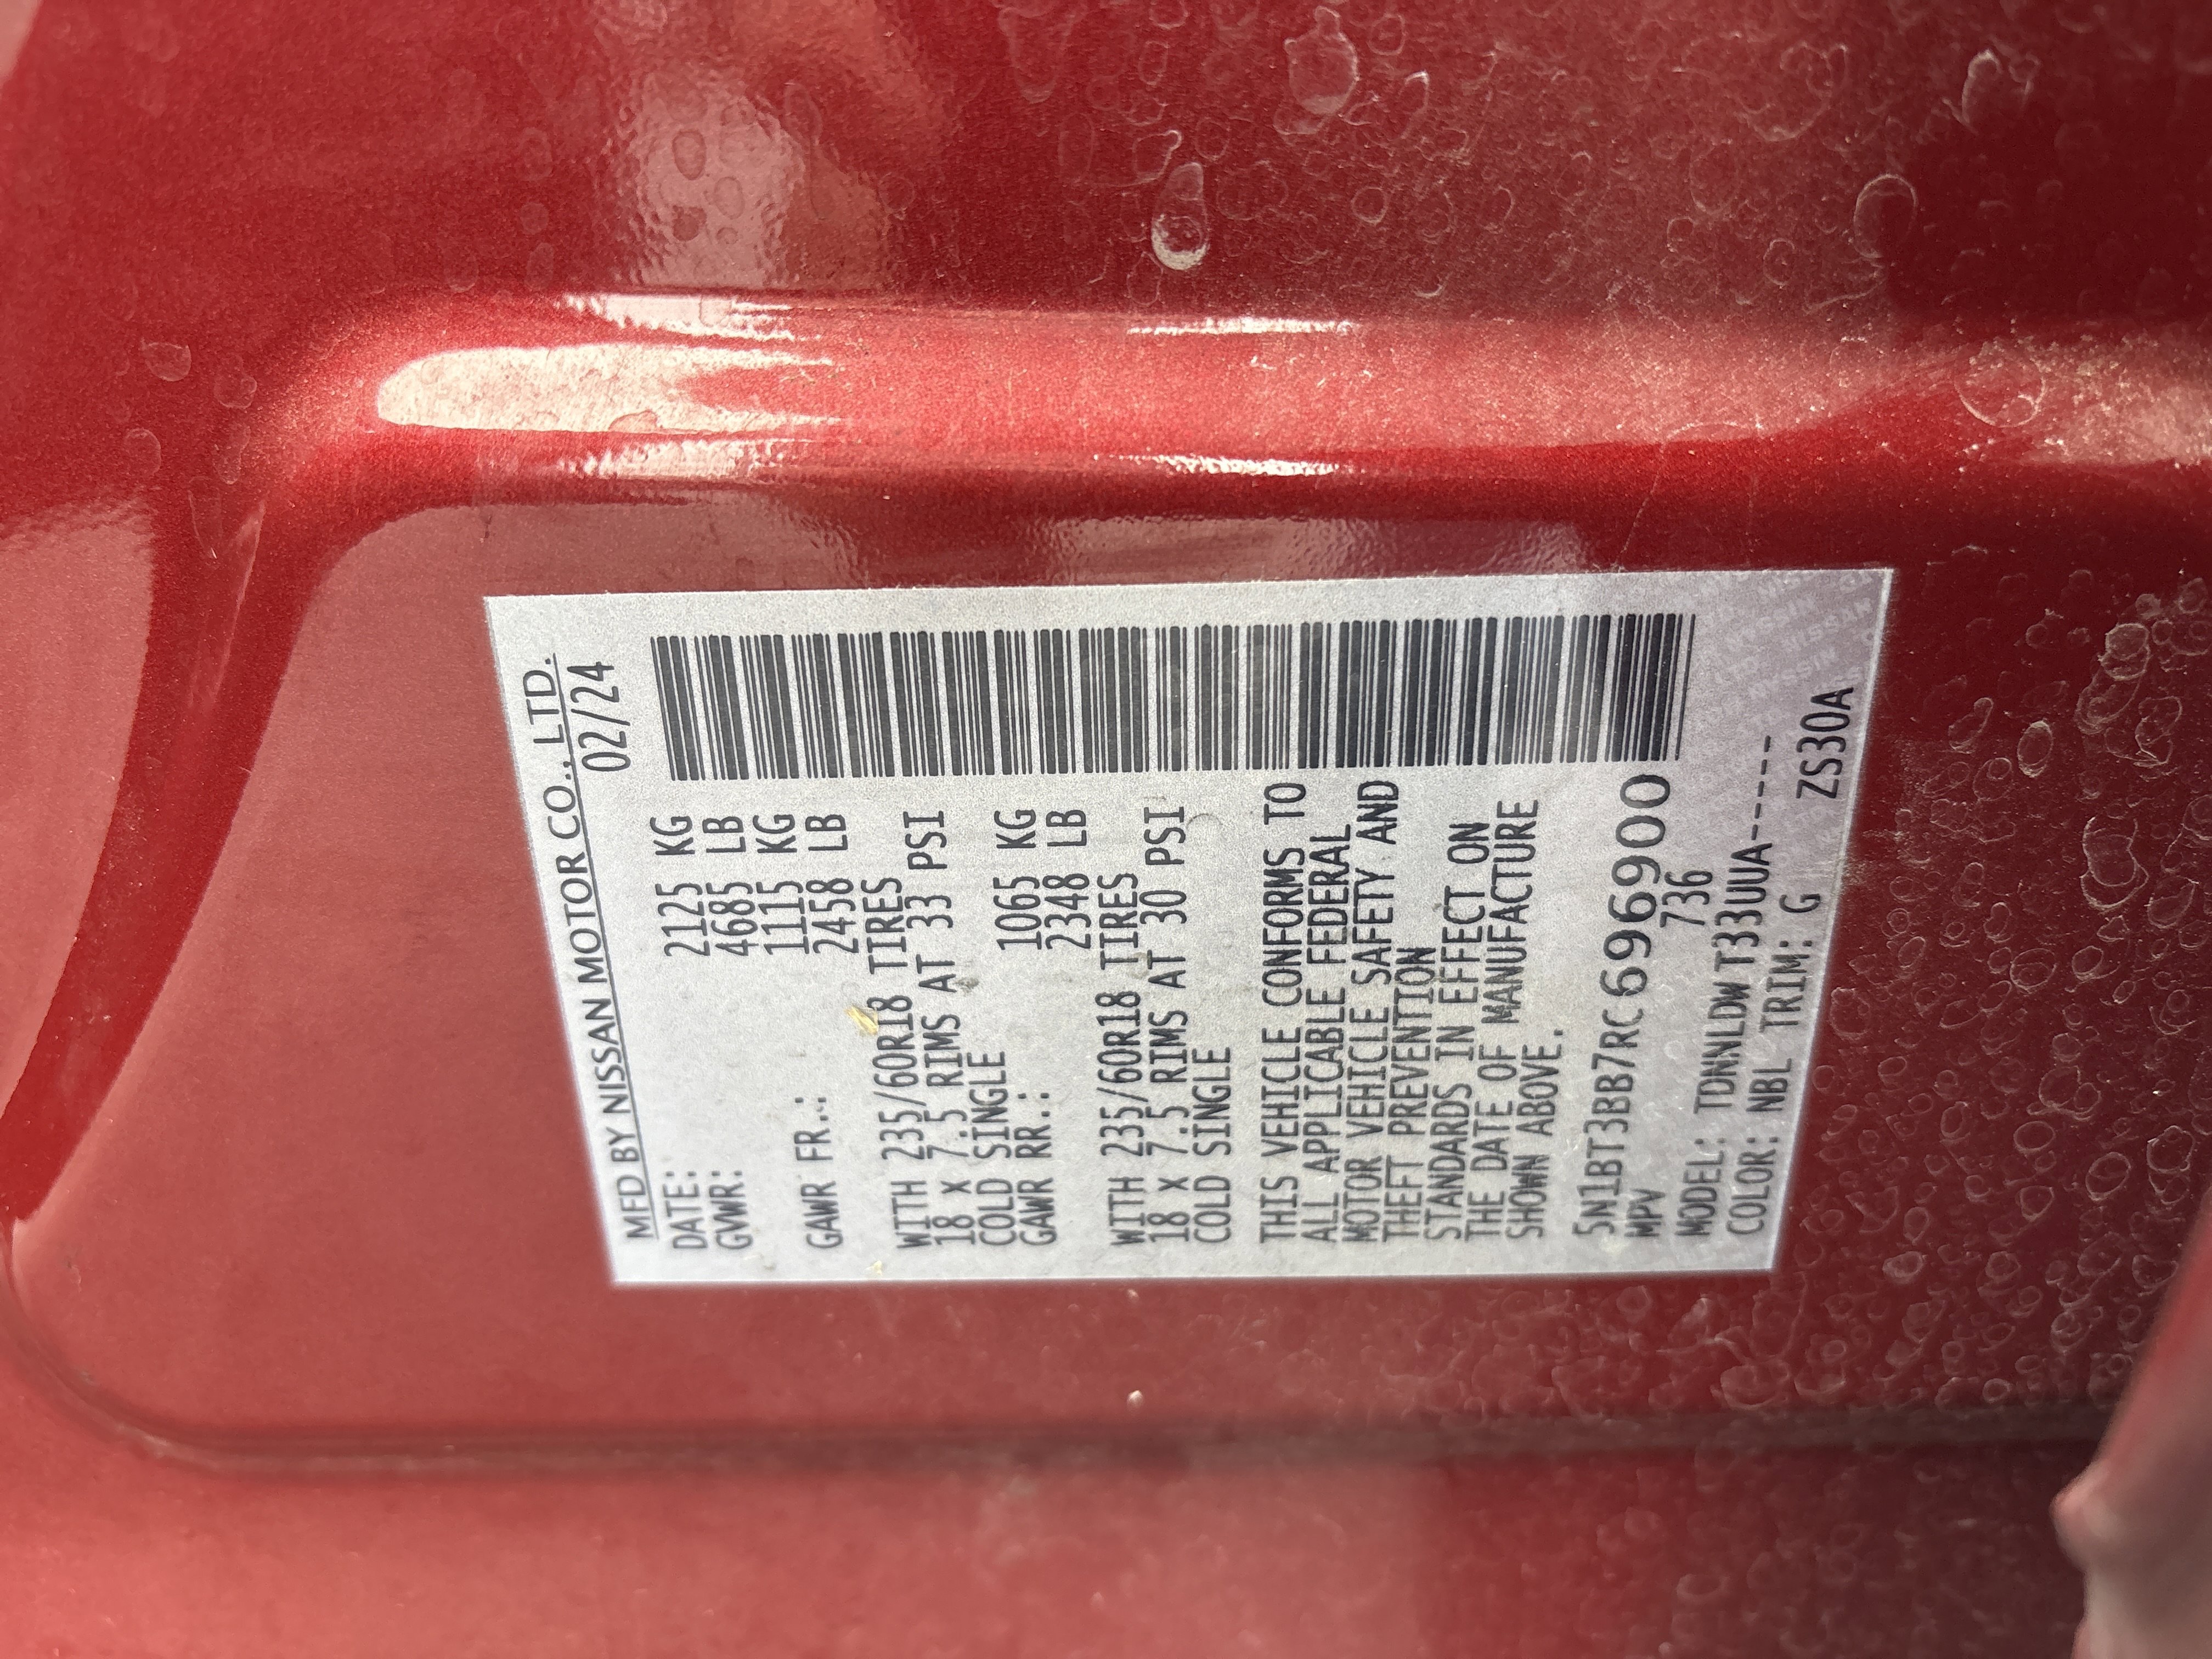 MFD BY NISSAN MOTOR CO., LTD.
DATE: 02/24
GVWR: 2125 KG
4685 LB
GAWR FR.: 1115 KG
2458 LB
WITH 235/60R18 TIRES
18 X 7.5 RIMS AT 33 PSI
COLD SINGLE
GAWR RR.: 1065 KG
2348 LB
WITH 235/60R18 TIRES
18 X 7.5 RIMS AT 30 PSI
COLD SINGLE
THIS VEHICLE CONFORMS TO
ALL APPLICABLE FEDERAL
MOTOR VEHICLE SAFETY AND
THEFT PREVENTION
STANDARDS IN EFFECT ON
THE DATE OF MANUFACTURE
SHOWN ABOVE.
5N1BT3BB7RC696900
MPV 736
MODEL: TDNNLDWT33UUA-----
COLOR: NBL TRIM: G ZS30A